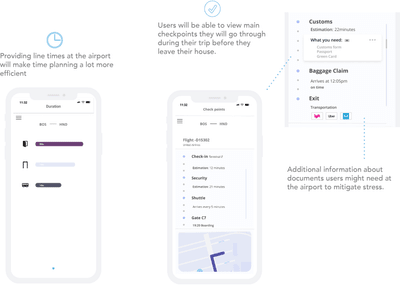 Users will be able to view main
checkpoints they will go through
during their trip before they
leave their house.
Providing line times at the airport
will make time planning a lot more
efficient
11:32
Duration
BOS
HND
11:32
Check points
BOS
HND
Flight -D10302
Check-in
Estimation: 12 minutes
Security
Estimation: 21 minutes
Shuttle
Gate C7
10:29 Boarding
Customs
Estimation: 22minutes
What you need:
Customs form
Passport
Green Card
Baggage Claim
Arrives at 12:05pm
on time
Exit
Transportation
Additional information about
documents users might need at
the airport to mitigate stress.